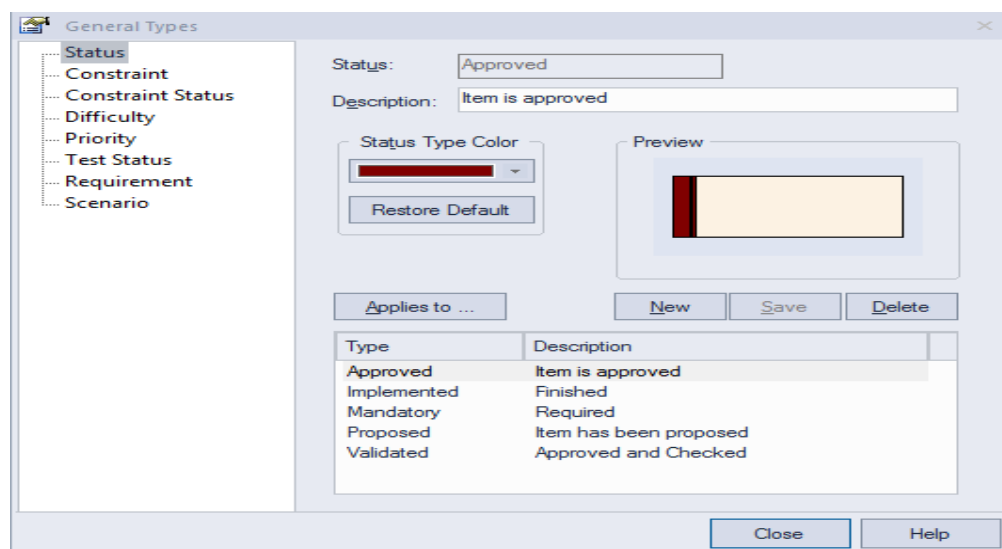 General Types
Status
Constraint
Constraint Status
Difficulty
Priority
Test Status
Requirement
Scenario
Status: Approved
Description: Item is approved
Status Type Color
Preview
Restore Default
Applies to ... New Save Delete
Type Description
Approved Item is approved
Implemented Finished
Mandatory Required
Proposed Item has been proposed
Validated Approved and Checked
Close Help